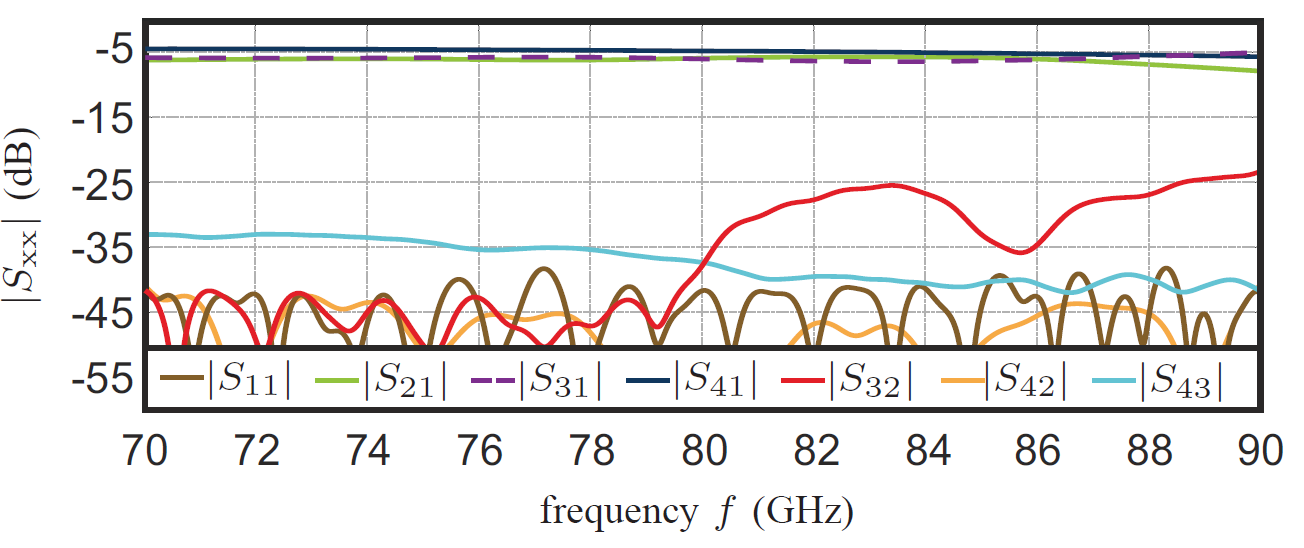 |Sxx| (dB)
-5
-15
-25
-35
-45
-55
|S11| |S21| |S31| |S41| |S32| |S42| |S43|
70 72 74 76 78 80 82 84 86 88 90
frequency f (GHz)